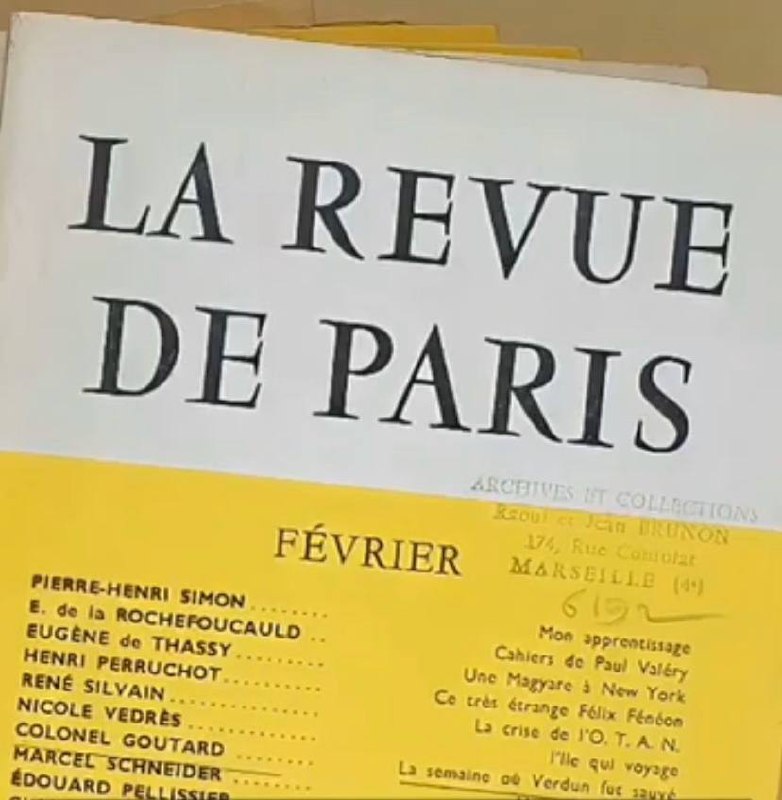 LA REVUE
DE PARIS
ARCHIVES ET COLLECTIONS
Raoul et Jean BRUNON
174, Rue Consolat
MARSEILLE (4e)
FÉVRIER
6192
PIERRE-HENRI SIMON........ Mon apprentissage
E. de la ROCHEFOUCAULD .. Cahiers de Paul Valéry
EUGÈNE de THASSY......... Une Magyare à New York
HENRI PERRUCHOT.......... Ce très étrange Félix Fénéon
RENÉ SILVAIN............. La crise de l'O. T. A. N.
NICOLE VEDRÈS............ l'Ile qui voyage
COLONEL GOUTARD ........ La semaine où Verdun fut sauvé
MARCEL SCHNEIDER ........
ÉDOUARD PELLISSIER